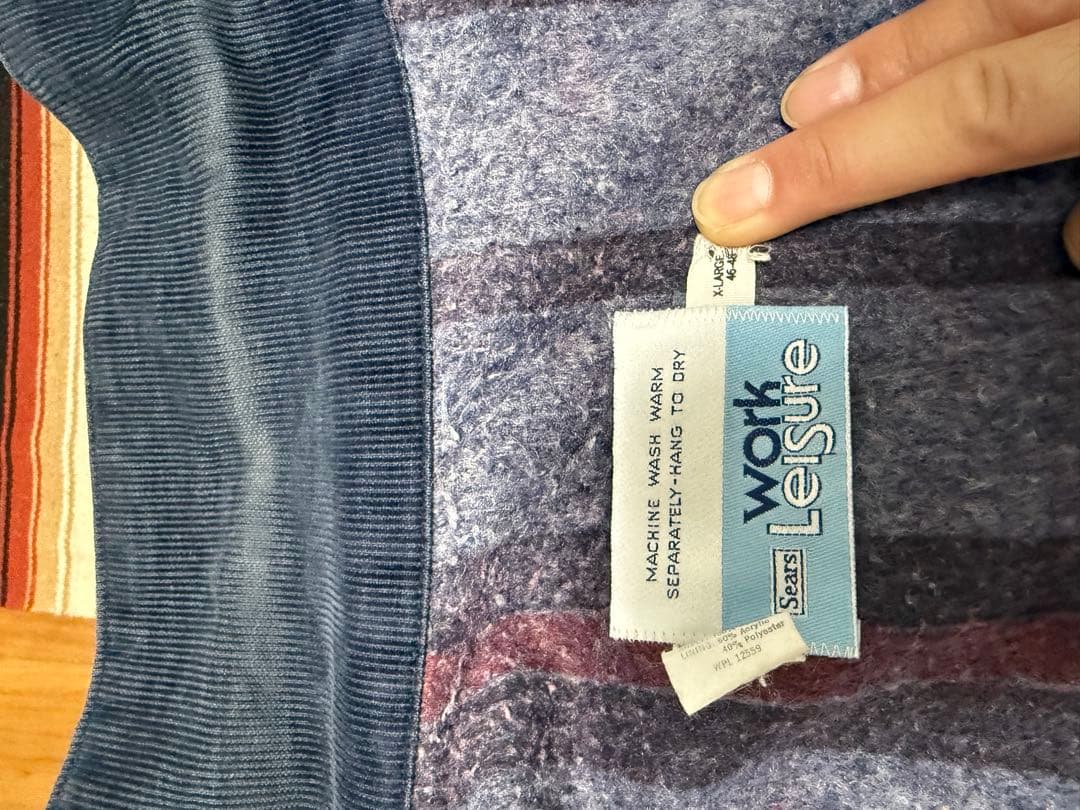 X-LARGE
46-48
work
Leisure
Sears
MACHINE WASH WARM
SEPARATELY-HANG TO DRY
LINING: 60% Acrylic
40% Polyester
WPL 12559